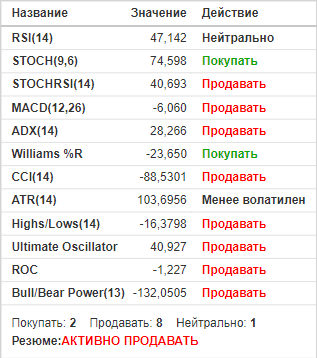 Название Значение Действие
RSI(14) 47,142 Нейтрально
STOCH(9,6) 74,598 Покупать
STOCHRSI(14) 40,693 Продавать
MACD(12,26) -6,060 Продавать
ADX(14) 28,266 Продавать
Williams %R -23,650 Покупать
CCI(14) -88,5301 Продавать
ATR(14) 103,6956 Менее волатилен
Highs/Lows(14) -16,3798 Продавать
Ultimate Oscillator 40,927 Продавать
ROC -1,227 Продавать
Bull/Bear Power(13) -132,0505 Продавать
Покупать: 2 Продавать: 8 Нейтрально: 1
Резюме:АКТИВНО ПРОДАВАТЬ